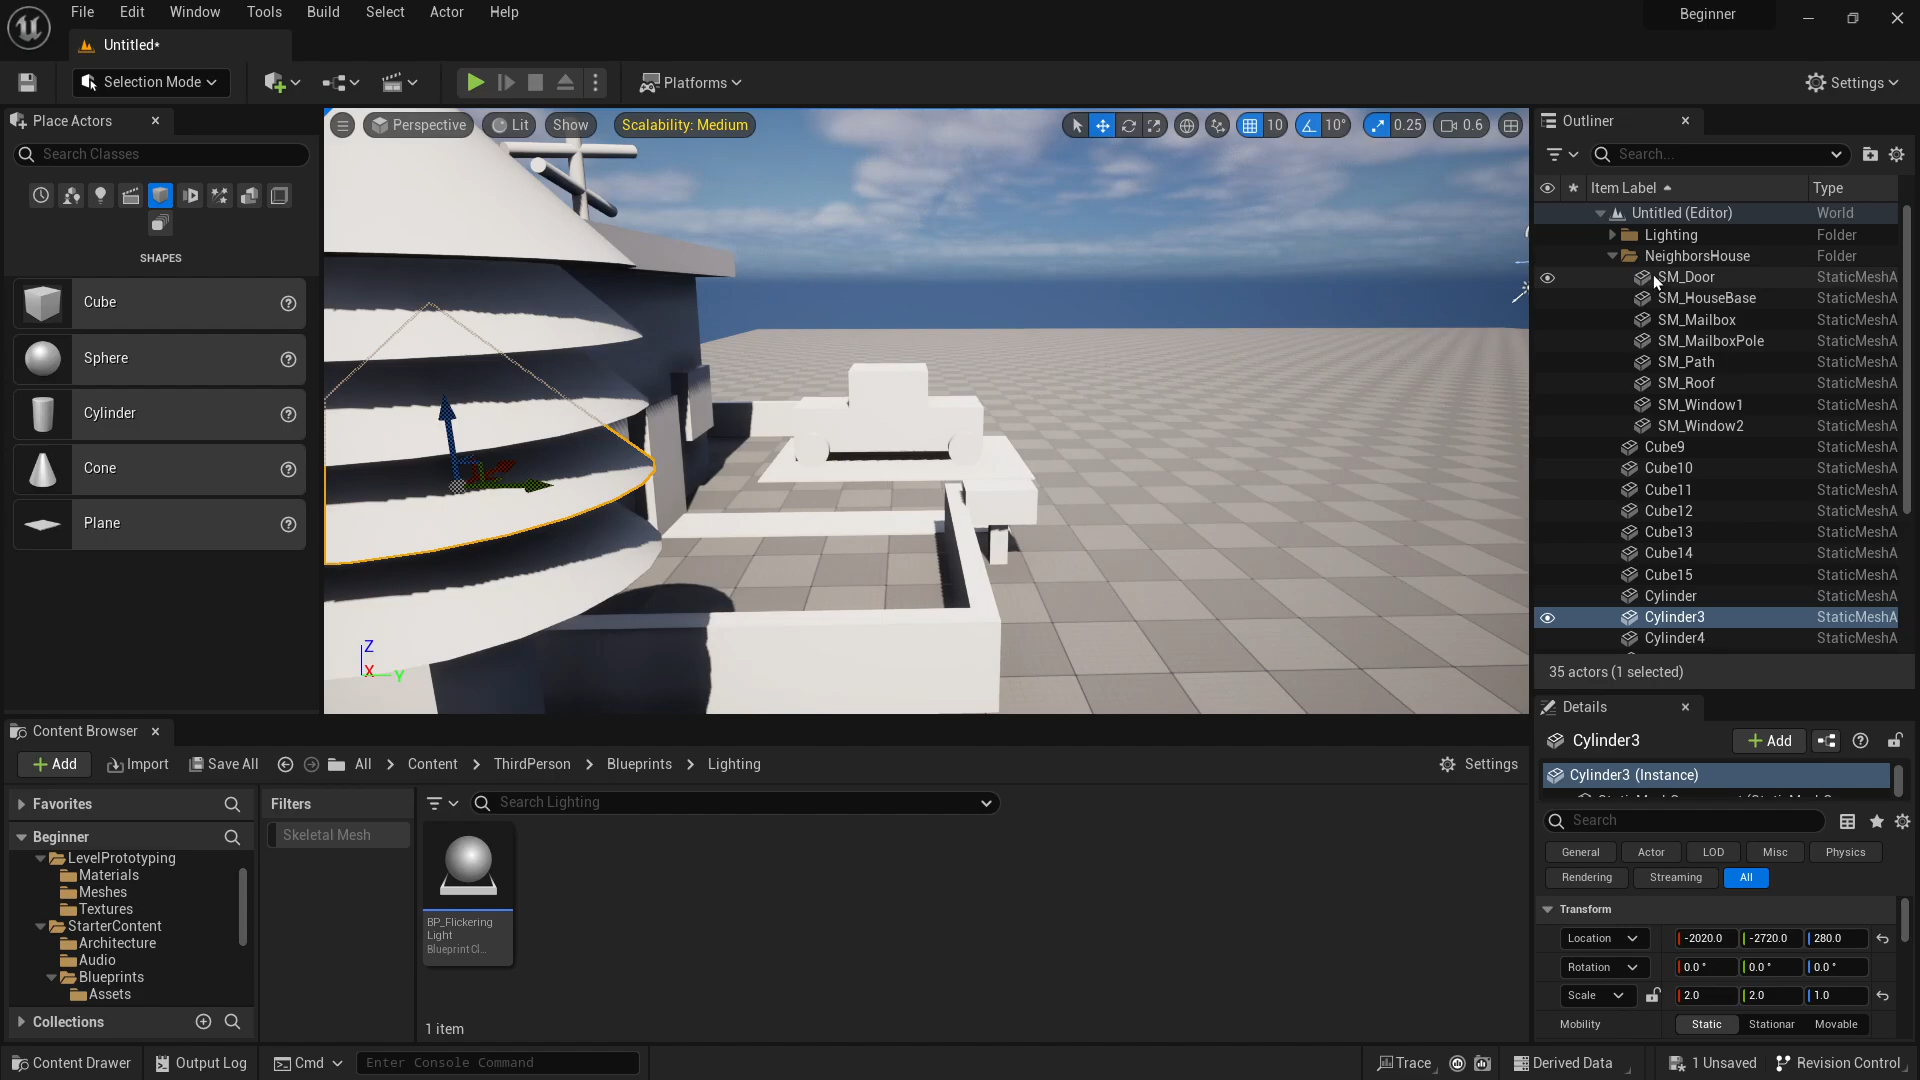 File Edit Window Tools Build Select Actor Help
Beginner
Untitled*
Selection Mode
Platforms
Settings
Place Actors
Search Classes
SHAPES
Cube
Sphere
Cylinder
Cone
Plane
Perspective Lit Show Scalability: Medium
10 10° 0.25 0.6
Z
X
Y
Outliner
Search...
Item Label Type
Untitled (Editor) World
Lighting Folder
NeighborsHouse Folder
SM_Door StaticMeshA
SM_HouseBase StaticMeshA
SM_Mailbox StaticMeshA
SM_MailboxPole StaticMeshA
SM_Path StaticMeshA
SM_Roof StaticMeshA
SM_Window1 StaticMeshA
SM_Window2 StaticMeshA
Cube9 StaticMeshA
Cube10 StaticMeshA
Cube11 StaticMeshA
Cube12 StaticMeshA
Cube13 StaticMeshA
Cube14 StaticMeshA
Cube15 StaticMeshA
Cylinder StaticMeshA
Cylinder3 StaticMeshA
Cylinder4 StaticMeshA
35 actors (1 selected)
Details
Cylinder3
Add
Cylinder3 (Instance)
Search
General Actor LOD Misc Physics
Rendering Streaming All
Transform
Location -2020.0 -2720.0 280.0
Rotation 0.0 ° 0.0 ° 0.0 °
Scale 2.0 2.0 1.0
Mobility Static Stationar Movable
Content Browser
Add Import Save All All Content ThirdPerson Blueprints Lighting
Settings
Favorites
Beginner
LevelPrototyping
Materials
Meshes
Textures
StarterContent
Architecture
Audio
Blueprints
Assets
Collections
Filters
Skeletal Mesh
Search Lighting
BP_Flickering
Light
Blueprint Cl...
1 item
Content Drawer Output Log Cmd Enter Console Command
Trace Derived Data 1 Unsaved Revision Control